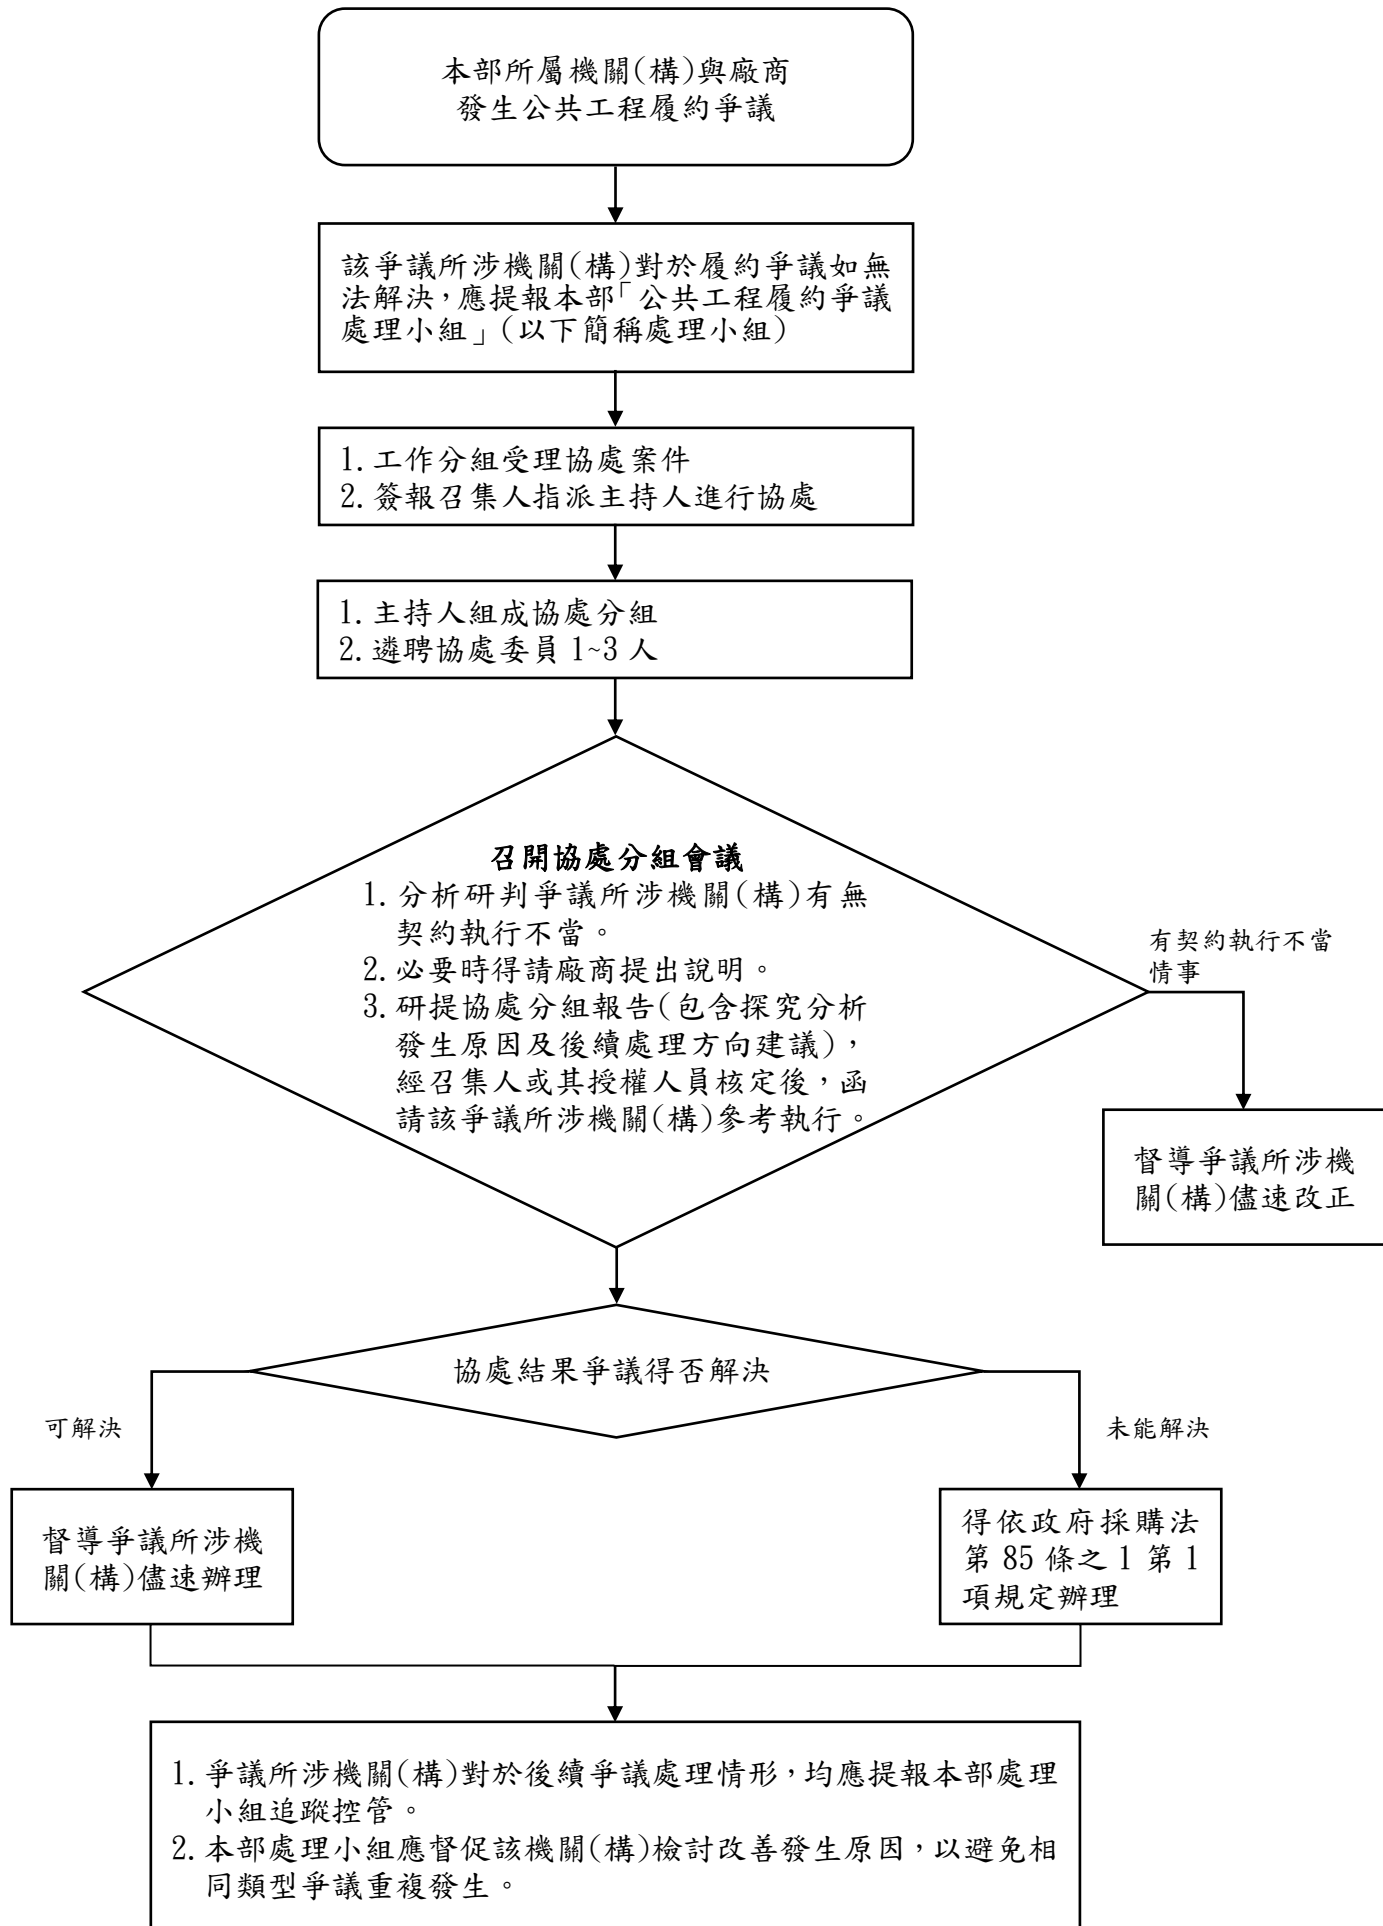 本部所屬機關(構)與廠商
發生公共工程履約爭議
該爭議所涉機關(構)對於履約爭議如無
法解決，應提報本部「公共工程履約爭議
處理小組」(以下簡稱處理小組)
1. 工作分組受理協處案件
2. 簽報召集人指派主持人進行協處
1. 主持人組成協處分組
2. 遴聘協處委員 1~3 人
召開協處分組會議
1. 分析研判爭議所涉機關(構)有無
契約執行不當。
2. 必要時得請廠商提出說明。
3. 研提協處分組報告(包含探究分析
發生原因及後續處理方向建議)，
經召集人或其授權人員核定後，函
請該爭議所涉機關(構)參考執行。
有契約執行不當
情事
督導爭議所涉機
關(構)儘速改正
協處結果爭議得否解決
可解決
未能解決
督導爭議所涉機
關(構)儘速辦理
得依政府採購法
第 85 條之 1 第 1
項規定辦理
1. 爭議所涉機關(構)對於後續爭議處理情形，均應提報本部處理
小組追蹤控管。
2. 本部處理小組應督促該機關(構)檢討改善發生原因，以避免相
同類型爭議重複發生。